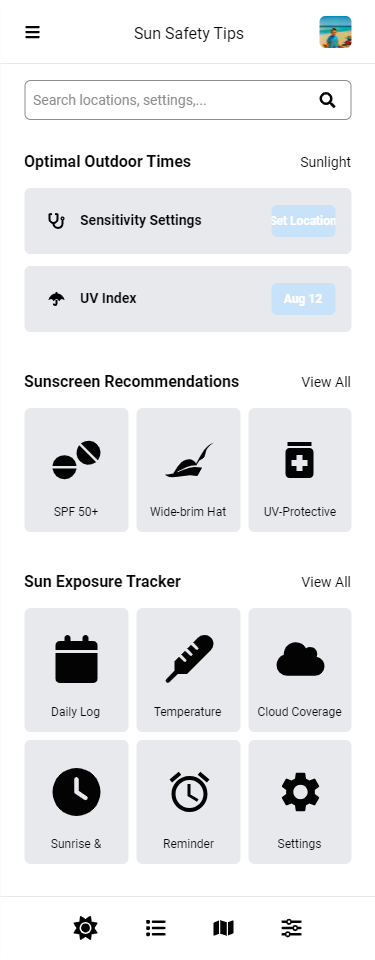 Sun Safety Tips
Search locations, settings,...
Optimal Outdoor Times
Sunlight
Sensitivity Settings
Set Location
UV Index
Aug 12
Sunscreen Recommendations
View All
SPF 50+
Wide-brim Hat
UV-Protective
Sun Exposure Tracker
View All
Daily Log
Temperature
Cloud Coverage
Sunrise &
Reminder
Settings